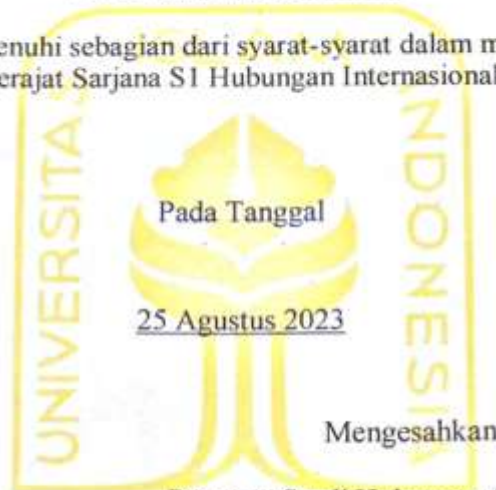 enuhi sebagian dari syarat-syarat dalam m
erajat Sarjana S1 Hubungan Internasional
Pada Tanggal
25 Agustus 2023
Mengesahkan
UNIVERSITA
NDONESIA